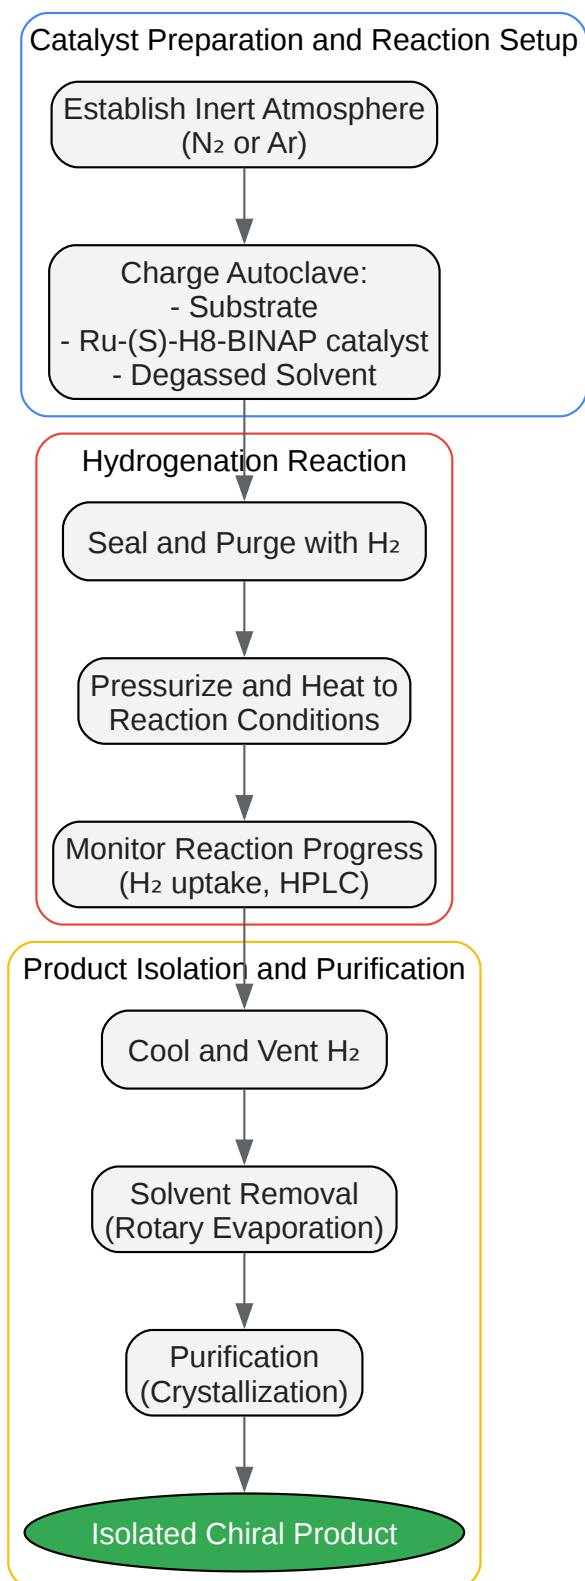 Catalyst Preparation and Reaction Setup
Establish Inert Atmosphere
(N₂ or Ar)
Charge Autoclave:
- Substrate
- Ru-(S)-H8-BINAP catalyst
- Degassed Solvent
Hydrogenation Reaction
Seal and Purge with H₂
Pressurize and Heat to
Reaction Conditions
Monitor Reaction Progress
(H₂ uptake, HPLC)
Product Isolation and Purification
Cool and Vent H₂
Solvent Removal
(Rotary Evaporation)
Purification
(Crystallization)
Isolated Chiral Product